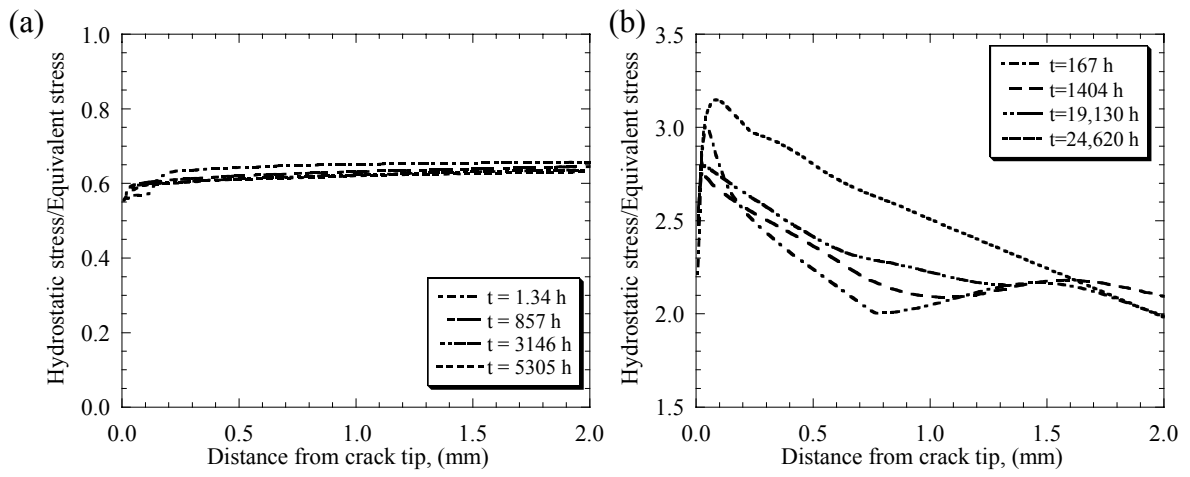 (a)
Hydrostatic stress/Equivalent stress
1.0
0.8
0.6
0.4
0.2
0.0
t = 1.34 h
t = 857 h
t = 3146 h
t = 5305 h
0.0 0.5 1.0 1.5 2.0
Distance from crack tip, (mm)
(b)
Hydrostatic stress/Equivalent stress
3.5
3.0
2.5
2.0
1.5
t=167 h
t=1404 h
t=19,130 h
t=24,620 h
0.0 0.5 1.0 1.5 2.0
Distance from crack tip, (mm)